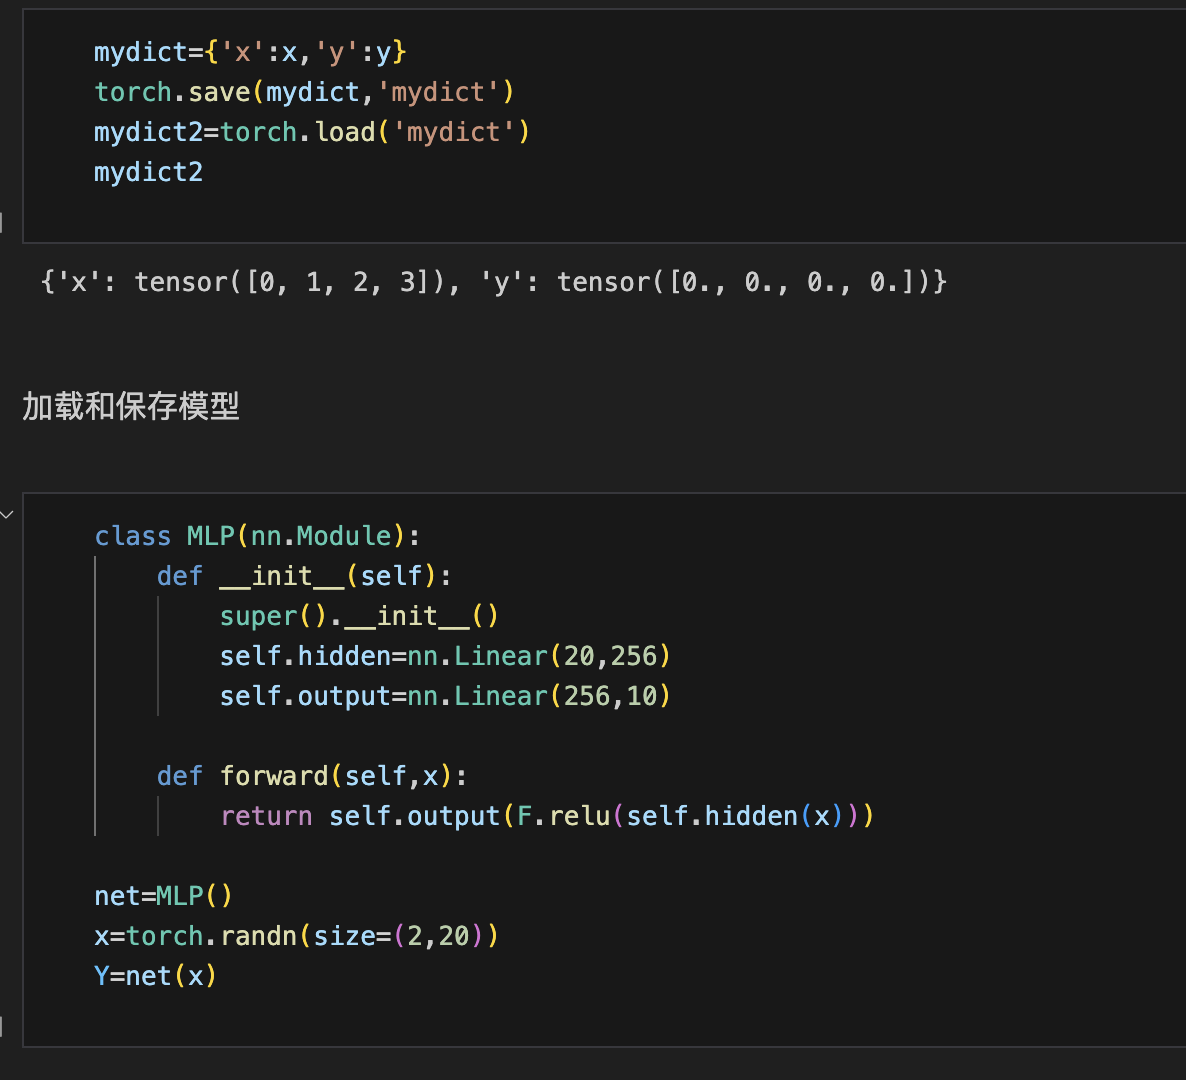 mydict={'x':x,'y':y}
torch.save(mydict,'mydict')
mydict2=torch.load('mydict')
mydict2
{'x': tensor([0, 1, 2, 3]), 'y': tensor([0., 0., 0., 0.])}
加载和保存模型
class MLP(nn.Module):
    def __init__(self):
        super().__init__()
        self.hidden=nn.Linear(20,256)
        self.output=nn.Linear(256,10)
    def forward(self,x):
        return self.output(F.relu(self.hidden(x)))
net=MLP()
x=torch.randn(size=(2,20))
Y=net(x)